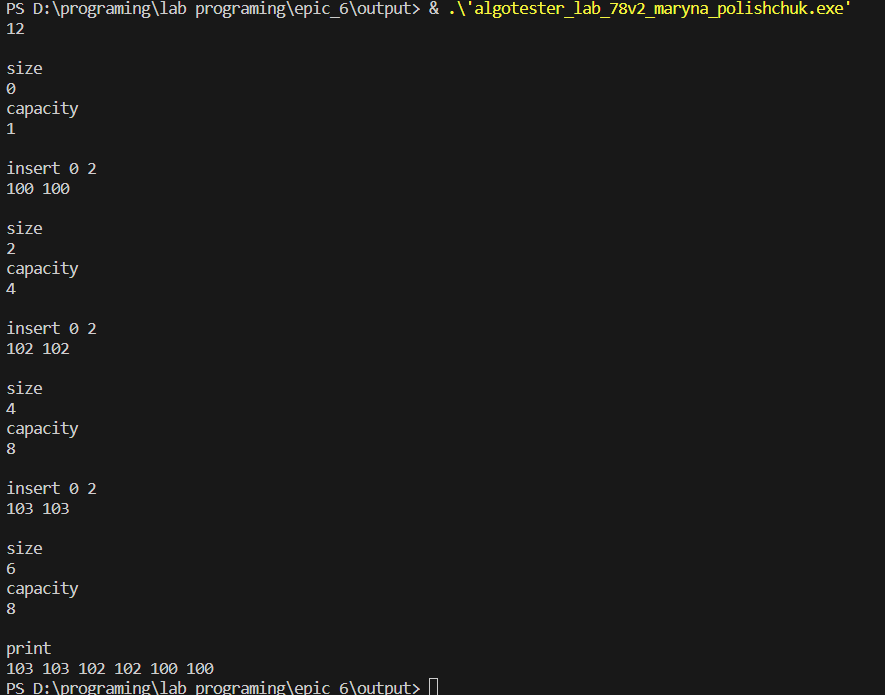 PS D:\programing\lab programing\epic_6\output> & .\'algotester_lab_78v2_maryna_polishchuk.exe'
12
size
0
capacity
1
insert 0 2
100 100
size
2
capacity
4
insert 0 2
102 102
size
4
capacity
8
insert 0 2
103 103
size
6
capacity
8
print
103 103 102 102 100 100
PS D:\programing\lab programing\epic_6\output>